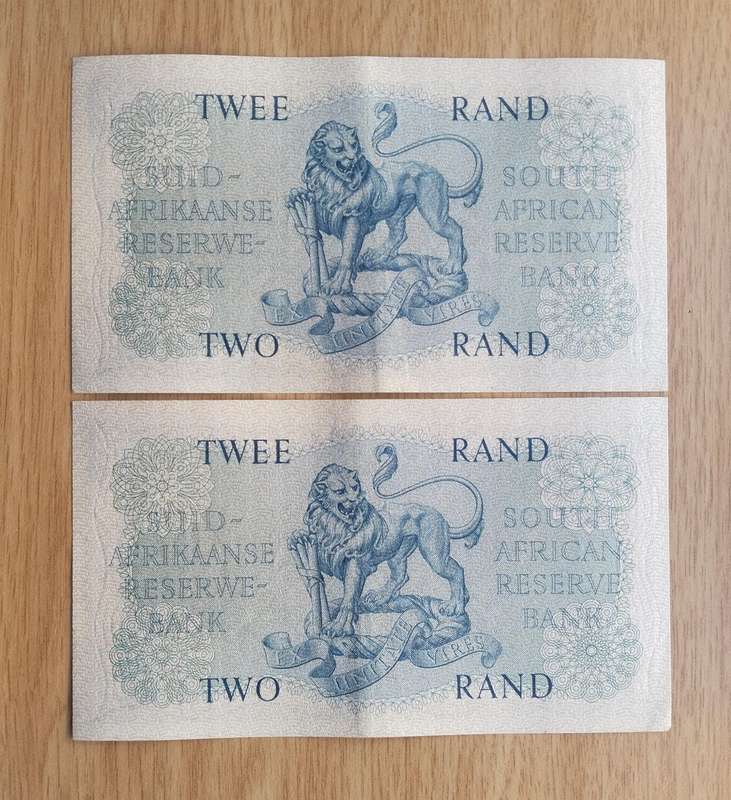 TWEE RAND
SUID-
AFRIKAANSE
RESERWE-
BANK
SOUTH
AFRICAN
RESERVE
BANK
EX UNITATE VIRES
TWO RAND
TWEE RAND
SUID-
AFRIKAANSE
RESERWE-
BANK
SOUTH
AFRICAN
RESERVE
BANK
EX UNITATE VIRES
TWO RAND